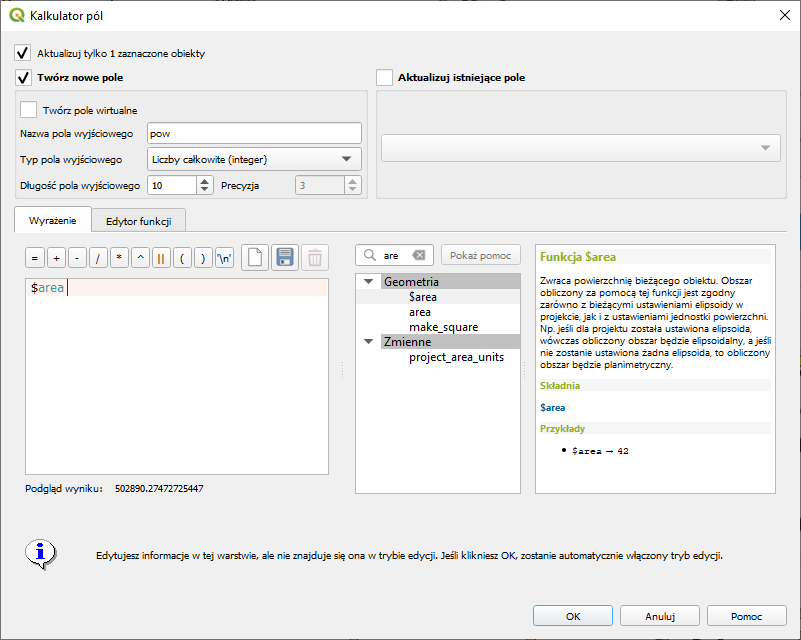 Kalkulator pól
Aktualizuj tylko 1 zaznaczone obiekty
Twórz nowe pole
Aktualizuj istniejące pole
Twórz pole wirtualne
Nazwa pola wyjściowego pow
Typ pola wyjściowego Liczby całkowite (integer)
Długość pola wyjściowego 10 Precyzja 3
Wyrażenie Edytor funkcji
= + - / * ^ || ( ) '\n'
$area
Podgląd wyniku: 502890.27472725447
are Pokaż pomoc
Geometria
$area
area
make_square
Zmienne
project_area_units
Funkcja $area
Zwraca powierzchnię bieżącego obiektu. Obszar
obliczony za pomocą tej funkcji jest zgodny
zarówno z bieżącymi ustawieniami elipsoidy w
projekcie, jak i z ustawieniami jednostki powierzchni.
Np. jeśli dla projektu została ustawiona elipsoida,
wówczas obliczony obszar będzie elipsoidalny, a jeśli
nie zostanie ustawiona żadna elipsoida, to obliczony
obszar będzie planimetryczny.
Składnia
$area
Przykłady
• $area → 42
Edytujesz informacje w tej warstwie, ale nie znajduje się ona w trybie edycji. Jeśli klikniesz OK, zostanie automatycznie włączony tryb edycji.
OK Anuluj Pomoc